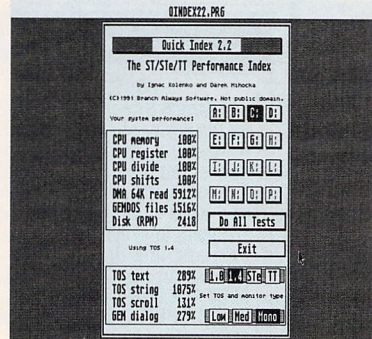 QINDEX22.PRG
Quick Index 2.2
The ST/STe/TT Performance Index
by Ignac Kolenko and Darek Mihocka
(C)1991 Branch Always Software. Not public domain.
Your system performance:
A: B: C: D:
CPU memory 100%
CPU register 100%
CPU divide 100%
CPU shifts 100%
DMA 64K read 5912%
GEMDOS files 1516%
Disk (RPM) 2418
E: F: G: H:
I: J: K: L:
M: N: O: P:
Do All Tests
Using TOS 1.4
Exit
TOS text 289%
TOS string 1075%
TOS scroll 131%
GEM dialog 279%
1.0 1.4 STe TT
Set TOS and monitor type
Low Med Mono